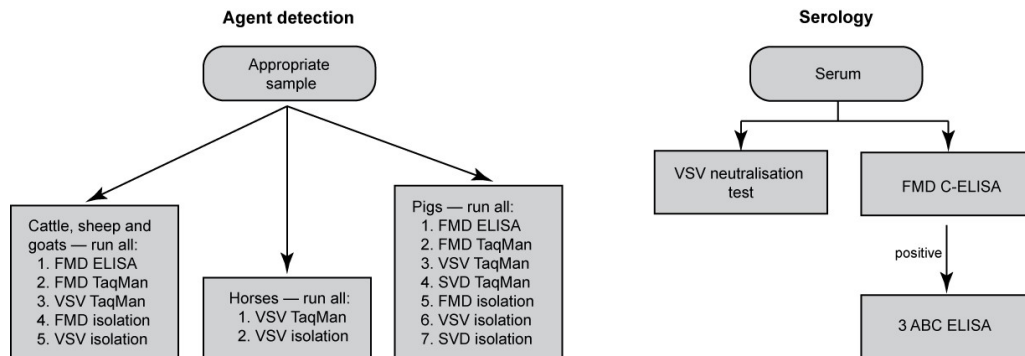 Agent detection
Appropriate
sample
Cattle, sheep and
goats — run all:
1. FMD ELISA
2. FMD TaqMan
3. VSV TaqMan
4. FMD isolation
5. VSV isolation
Horses — run all:
1. VSV TaqMan
2. VSV isolation
Pigs — run all:
1. FMD ELISA
2. FMD TaqMan
3. VSV TaqMan
4. SVD TaqMan
5. FMD isolation
6. VSV isolation
7. SVD isolation
Serology
Serum
VSV neutralisation
test
FMD C-ELISA
positive
3 ABC ELISA